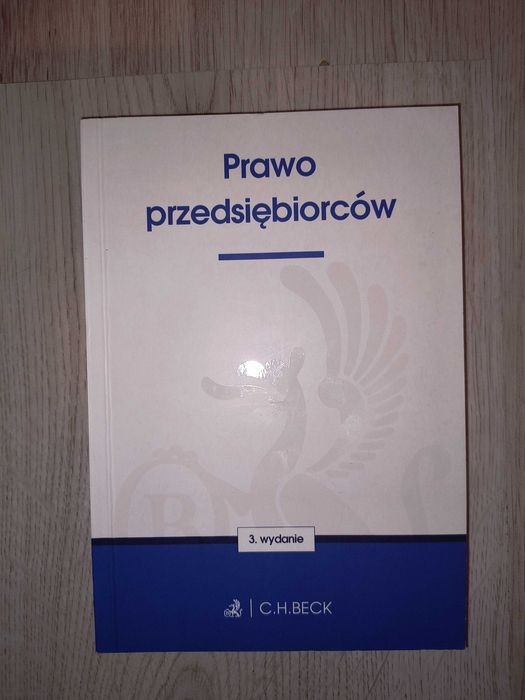 Prawo
przedsiębiorców
B
3. wydanie
C.H.BECK